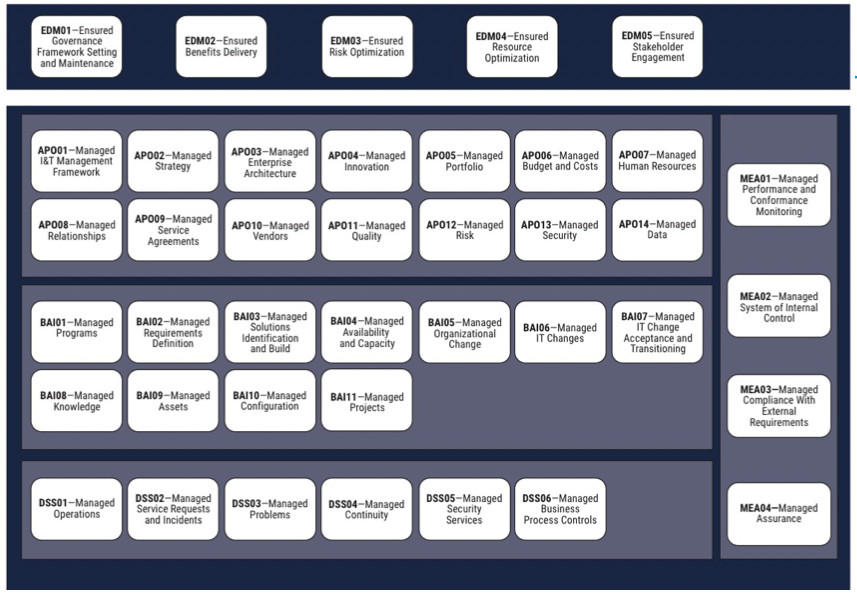 EDM01—Ensured
Governance
Framework Setting
and Maintenance
EDM02—Ensured
Benefits Delivery
EDM03—Ensured
Risk Optimization
EDM04—Ensured
Resource
Optimization
EDM05—Ensured
Stakeholder
Engagement
APO01—Managed
I&T Management
Framework
APO02—Managed
Strategy
APO03—Managed
Enterprise
Architecture
APO04—Managed
Innovation
APO05—Managed
Portfolio
APO06—Managed
Budget and Costs
APO07—Managed
Human Resources
APO08—Managed
Relationships
APO09—Managed
Service
Agreements
APO10—Managed
Vendors
APO11—Managed
Quality
APO12—Managed
Risk
APO13—Managed
Security
APO14—Managed
Data
BAI01—Managed
Programs
BAI02—Managed
Requirements
Definition
BAI03—Managed
Solutions
Identification
and Build
BAI04—Managed
Availability
and Capacity
BAI05—Managed
Organizational
Change
BAI06—Managed
IT Changes
BAI07—Managed
IT Change
Acceptance and
Transitioning
BAI08—Managed
Knowledge
BAI09—Managed
Assets
BAI10—Managed
Configuration
BAI11—Managed
Projects
DSS01—Managed
Operations
DSS02—Managed
Service Requests
and Incidents
DSS03—Managed
Problems
DSS04—Managed
Continuity
DSS05—Managed
Security
Services
DSS06—Managed
Business
Process Controls
MEA01—Managed
Performance and
Conformance
Monitoring
MEA02—Managed
System of Internal
Control
MEA03—Managed
Compliance With
External
Requirements
MEA04—Managed
Assurance